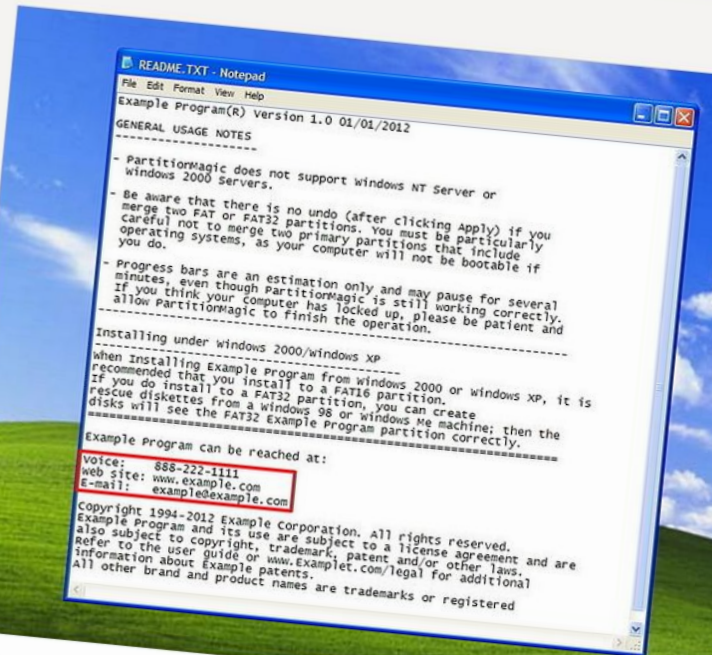 README.TXT - Notepad
File Edit Format View Help
Example Program(R) Version 1.0 01/01/2012
GENERAL USAGE NOTES
--------------------
- PartitionMagic does not support Windows NT Server or
Windows 2000 Servers.
- Be aware that there is no undo (after clicking Apply) if you
merge two FAT or FAT32 partitions. You must be particularly
careful not to merge two primary partitions that include
operating systems, as your computer will not be bootable if
you do.
- Progress bars are an estimation only and may pause for several
minutes, even though PartitionMagic is still working correctly.
If you think your computer has locked up, please be patient and
allow PartitionMagic to finish the operation.
------------------------------------------------------------------
Installing under Windows 2000/Windows XP
------------------------------------------
When Installing Example Program from Windows 2000 or Windows XP, it is
recommended that you install to a FAT16 partition.
If you do install to a FAT32 partition, you can create
rescue diskettes from a Windows 98 or Windows Me machine; then the
disks will see the FAT32 Example Program partition correctly.
==================================================================
Example Program can be reached at:
Voice: 888-222-1111
Web site: www.example.com
E-mail: example@example.com
Copyright 1994-2012 Example Corporation. All rights reserved.
Example Program and its use are subject to a license agreement and are
also subject to copyright, trademark, patent and/or other laws.
Refer to the user guide or www.Examplet.com/legal for additional
information about Example patents.
All other brand and product names are trademarks or registered